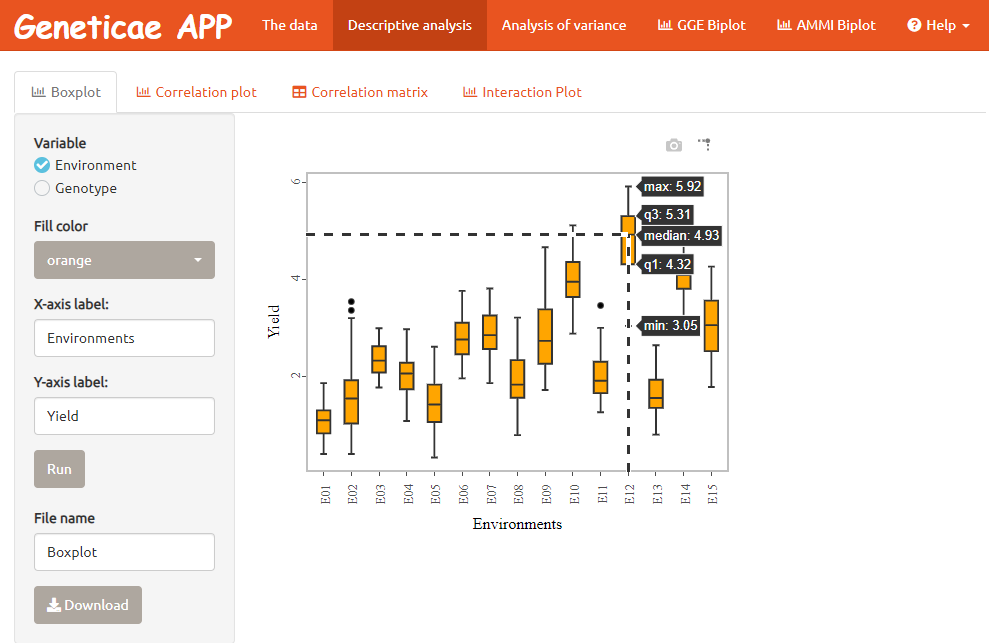 Geneticae APP The data Descriptive analysis Analysis of variance GGE Biplot AMMI Biplot Help
Boxplot Correlation plot Correlation matrix Interaction Plot
Variable
Environment
Genotype
Fill color
orange
X-axis label:
Environments
Y-axis label:
Yield
Run
File name
Boxplot
Download
Yield
6
4
2
max: 5.92
q3: 5.31
median: 4.93
q1: 4.32
min: 3.05
E01 E02 E03 E04 E05 E06 E07 E08 E09 E10 E11 E12 E13 E14 E15
Environments